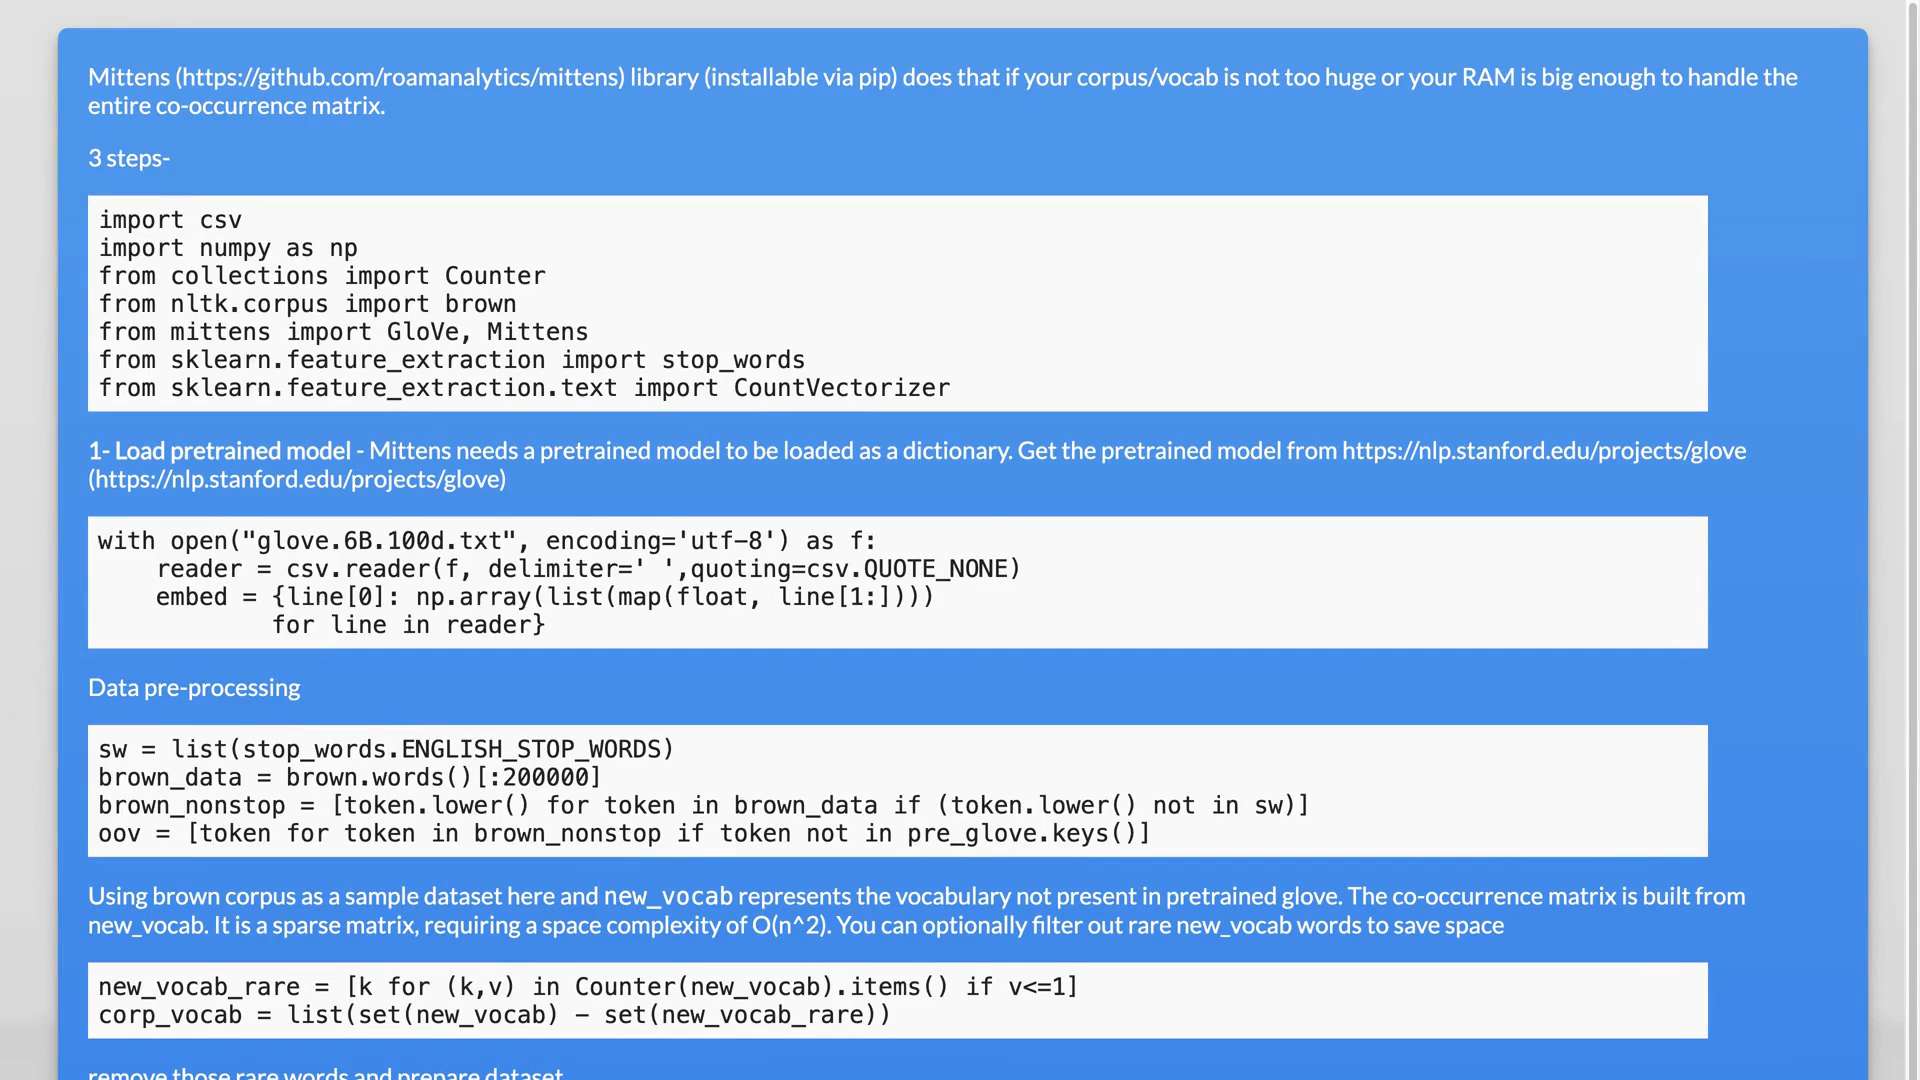 Mittens (https://github.com/roamanalytics/mittens) library (installable via pip) does that if your corpus/vocab is not too huge or your RAM is big enough to handle the
entire co-occurrence matrix.
3 steps-
import csv
import numpy as np
from collections import Counter
from nltk.corpus import brown
from mittens import GloVe, Mittens
from sklearn.feature_extraction import stop_words
from sklearn.feature_extraction.text import CountVectorizer
1- Load pretrained model - Mittens needs a pretrained model to be loaded as a dictionary. Get the pretrained model from https://nlp.stanford.edu/projects/glove
(https://nlp.stanford.edu/projects/glove)
with open("glove.6B.100d.txt", encoding='utf-8') as f:
    reader = csv.reader(f, delimiter=' ',quoting=csv.QUOTE_NONE)
    embed = {line[0]: np.array(list(map(float, line[1:])))
            for line in reader}
Data pre-processing
sw = list(stop_words.ENGLISH_STOP_WORDS)
brown_data = brown.words()[:200000]
brown_nonstop = [token.lower() for token in brown_data if (token.lower() not in sw)]
oov = [token for token in brown_nonstop if token not in pre_glove.keys()]
Using brown corpus as a sample dataset here and new_vocab represents the vocabulary not present in pretrained glove. The co-occurrence matrix is built from
new_vocab. It is a sparse matrix, requiring a space complexity of O(n^2). You can optionally filter out rare new_vocab words to save space
new_vocab_rare = [k for (k,v) in Counter(new_vocab).items() if v<=1]
corp_vocab = list(set(new_vocab) - set(new_vocab_rare))
remove those rare words and prepare dataset